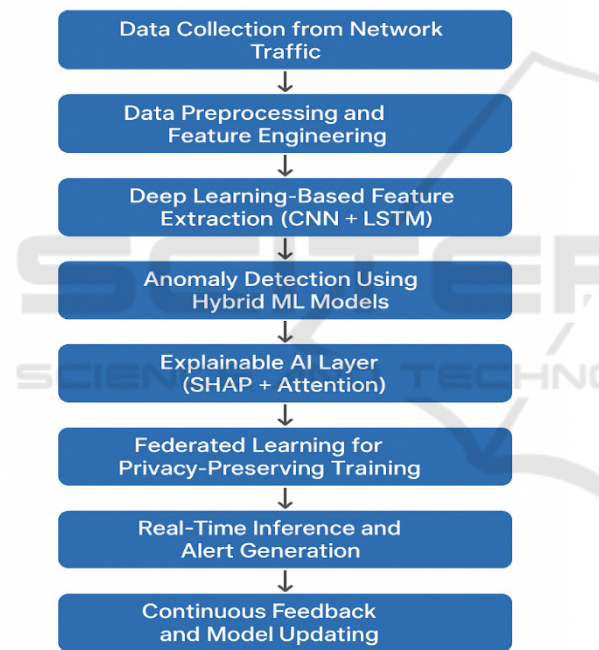 Data Collection from Network
Traffic
Data Preprocessing and
Feature Engineering
Deep Learning-Based Feature
Extraction (CNN + LSTM)
Anomaly Detection Using
Hybrid ML Models
Explainable AI Layer
(SHAP + Attention)
Federated Learning for
Privacy-Preserving Training
Real-Time Inference and
Alert Generation
Continuous Feedback
and Model Updating